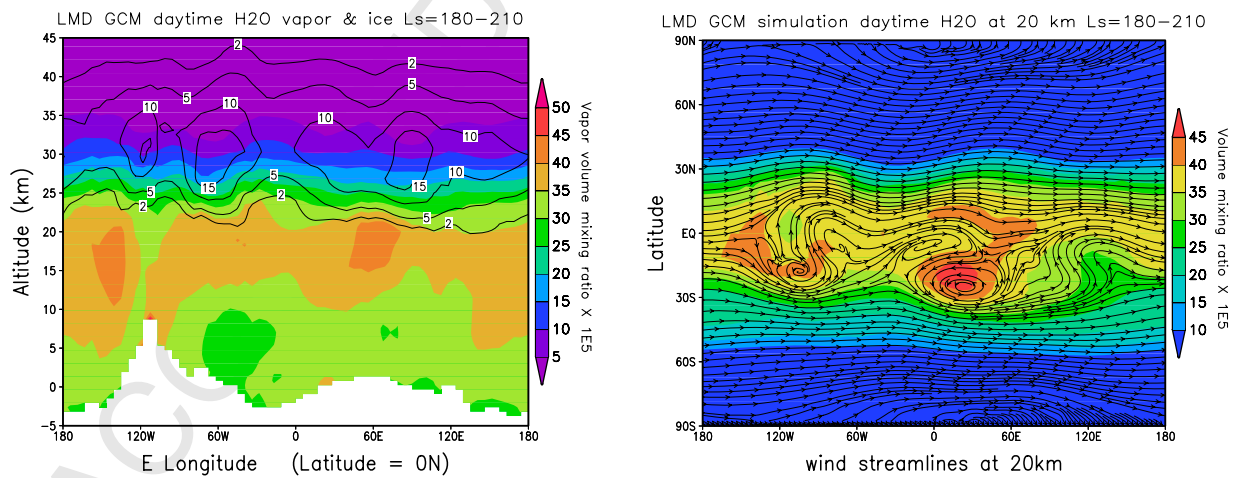 LMD GCM daytime H2O vapor & ice Ls=180-210
45
40
35
30
25
20
15
10
5
0
-5
Altitude (km)
2
2
5
5
10
10
10
10
15
15
10
5
5
2
2
5
2
180
120W
60W
0
60E
120E
180
E Longitude (Latitude = 0N)
50
45
40
35
30
25
20
15
10
5
Vapor volume mixing ratio X 1E5
LMD GCM simulation daytime H2O at 20 km Ls=180-210
90N
60N
30N
EQ
30S
60S
90S
Latitude
180
120W
60W
0
60E
120E
180
wind streamlines at 20km
45
40
35
30
25
20
15
10
Volume mixing ratio X 1E5
ACC